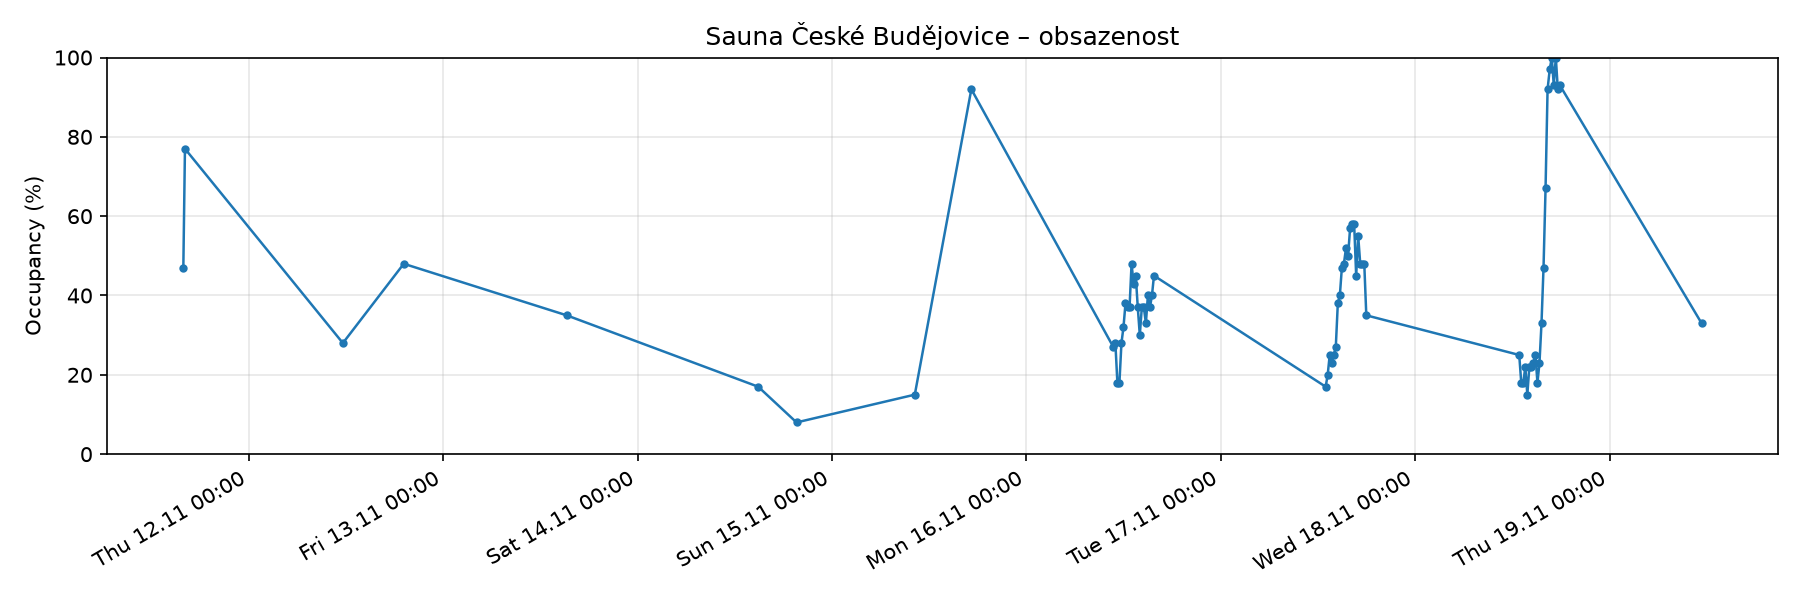 Sauna České Budějovice – obsazenost
Occupancy (%)
100
80
60
40
20
0
Thu 12.11 00:00
Fri 13.11 00:00
Sat 14.11 00:00
Sun 15.11 00:00
Mon 16.11 00:00
Tue 17.11 00:00
Wed 18.11 00:00
Thu 19.11 00:00